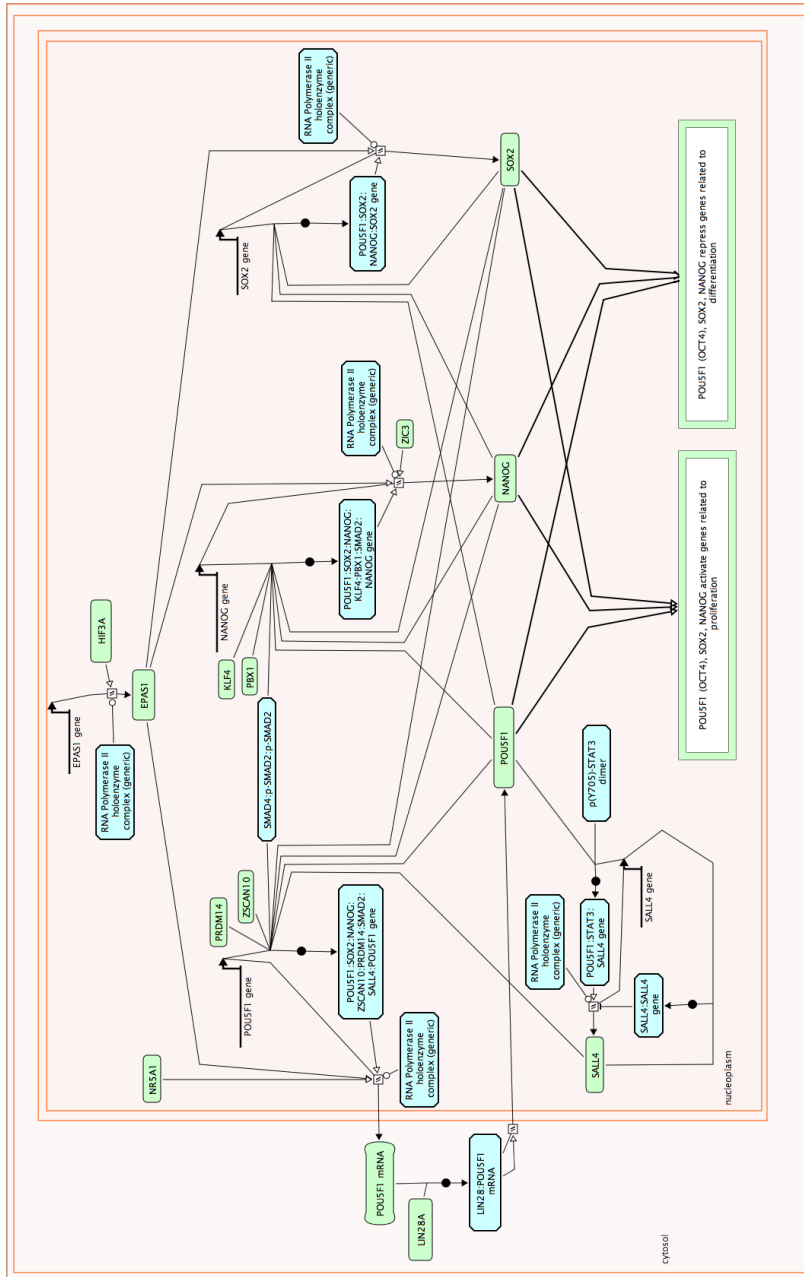 EPAS1 gene
HIF3A
RNA Polymerase II
holoenzyme
complex (generic)
EPAS1
NR5A1
PRDM14
ZSCAN10
POU5F1 gene
SMAD4:p-SMAD2:p-SMAD2
KLF4
PBX1
NANOG gene
SOX2 gene
RNA Polymerase II
holoenzyme
complex (generic)
POU5F1:SOX2:NANOG:
ZSCAN10:PRDM14:SMAD2:
SALL4:POU5F1 gene
POU5F1:SOX2:NANOG:
KLF4:PBX1:SMAD2:
NANOG gene
RNA Polymerase II
holoenzyme
complex (generic)
ZIC3
POU5F1:SOX2:
NANOG:SOX2 gene
POU5F1 mRNA
RNA Polymerase II
holoenzyme
complex (generic)
LIN28A
LIN28:POU5F1
mRNA
POU5F1
NANOG
SOX2
RNA Polymerase II
holoenzyme
complex (generic)
POU5F1:STAT3:
SALL4 gene
p(Y705)-STAT3
dimer
SALL4
SALL4:SALL4
gene
SALL4 gene
nucleoplasm
cytosol
POU5F1 (OCT4), SOX2, NANOG activate genes related to
proliferation
POU5F1 (OCT4), SOX2, NANOG repress genes related to
differentiation